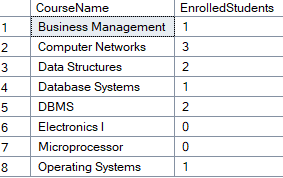 CourseName EnrolledStudents
1 Business Management 1
2 Computer Networks 3
3 Data Structures 2
4 Database Systems 1
5 DBMS 2
6 Electronics I 0
7 Microprocessor 0
8 Operating Systems 1